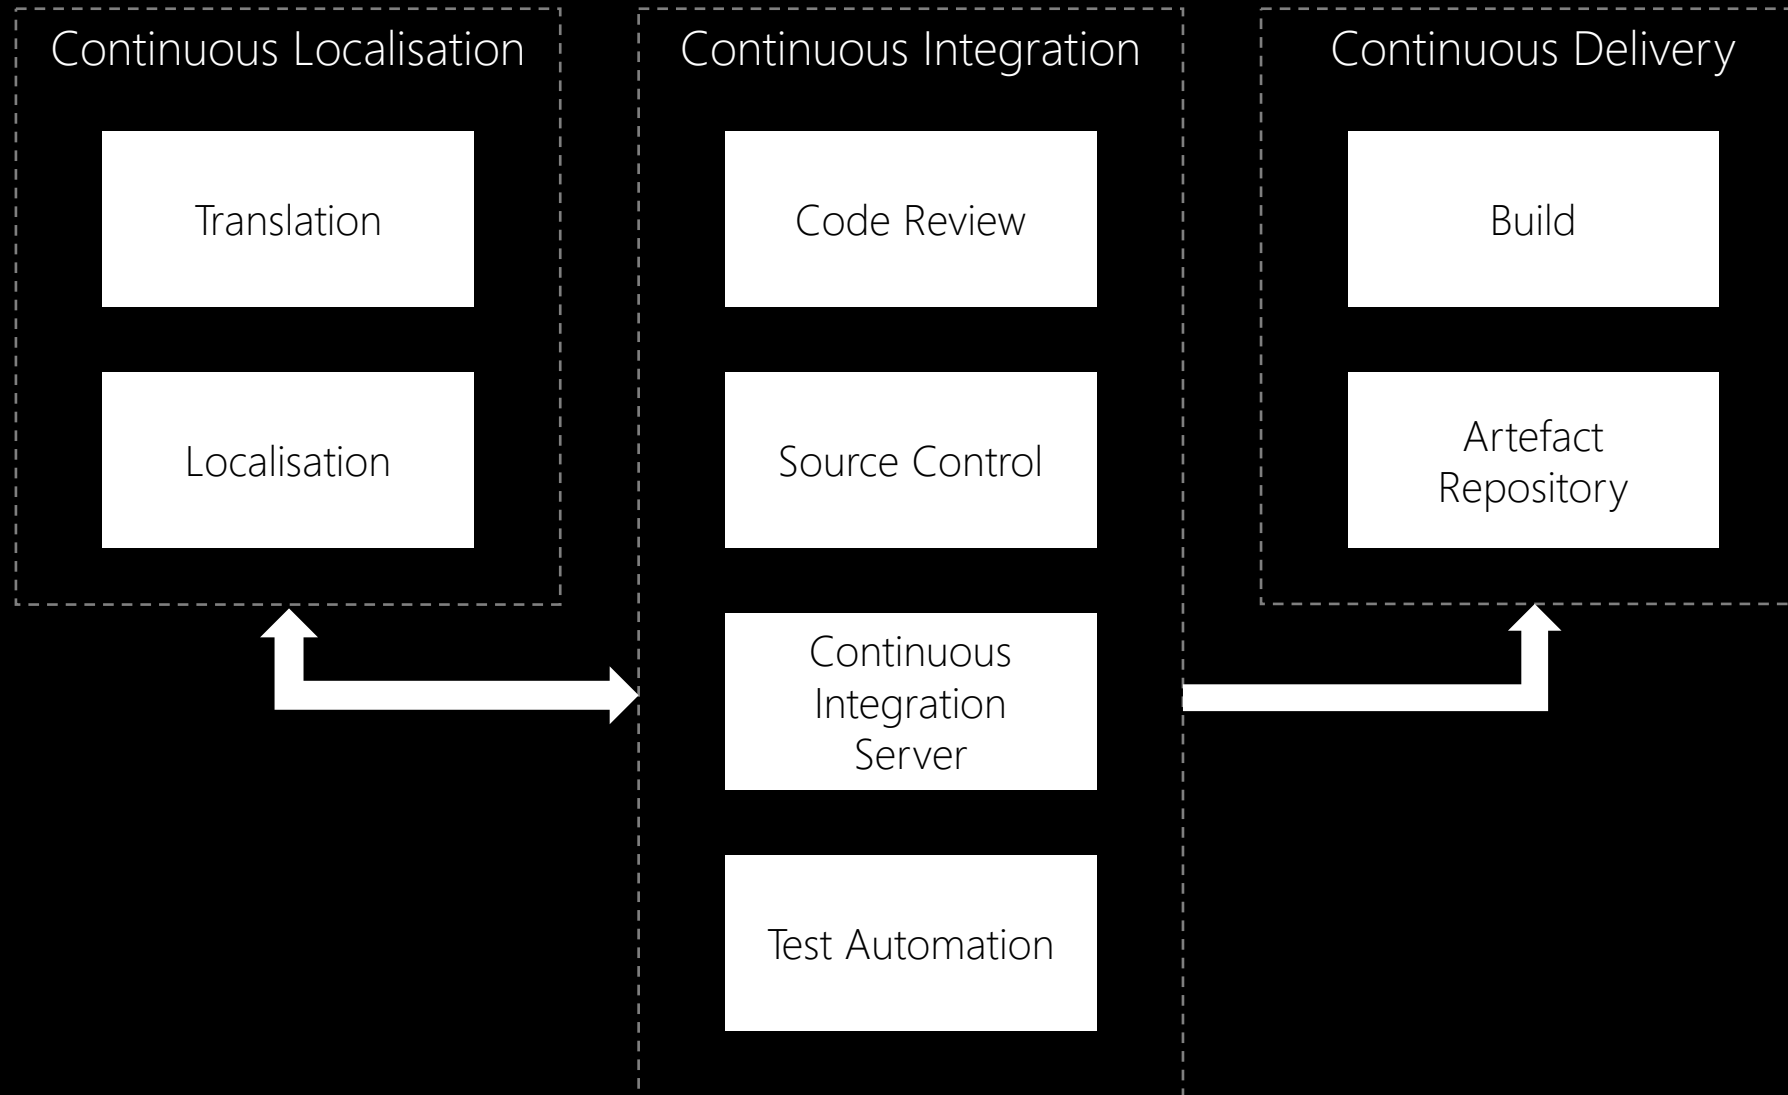 Continuous Localisation
Translation
Localisation
Continuous Integration
Code Review
Source Control
Continuous
Integration
Server
Test Automation
Continuous Delivery
Build
Artefact
Repository